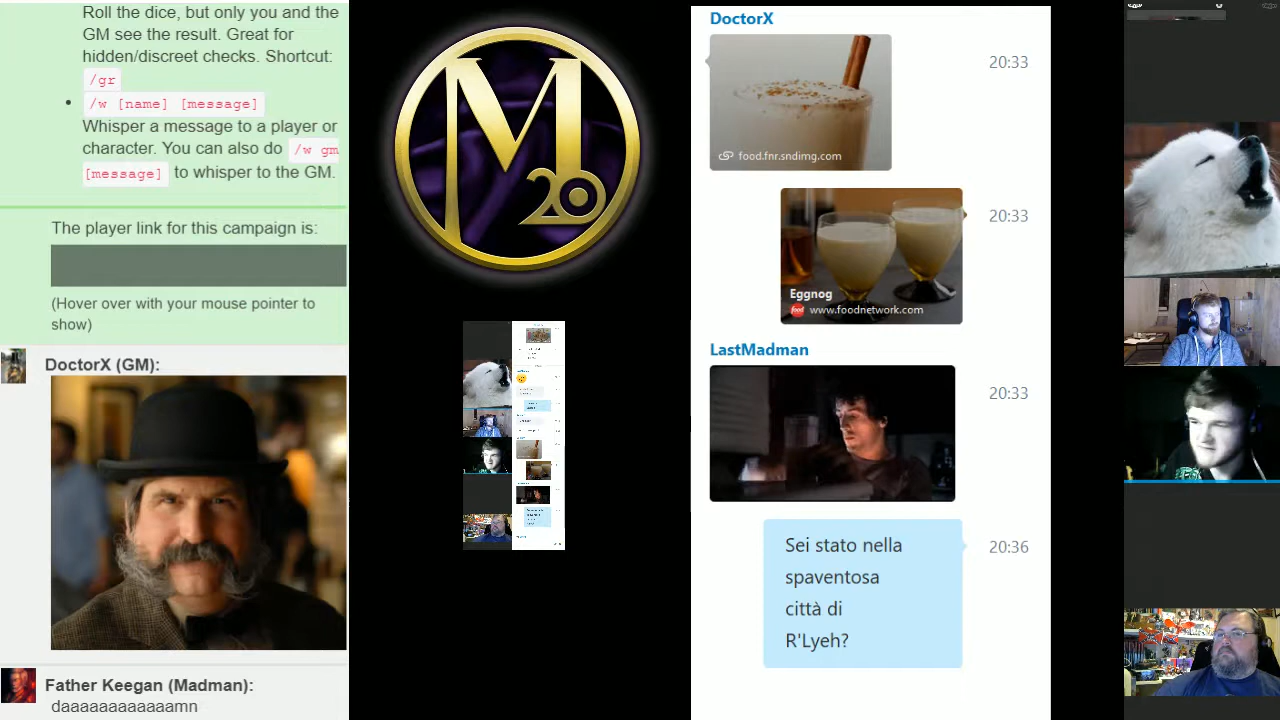 Roll the dice, but only you and the
GM see the result. Great for
hidden/discreet checks. Shortcut:
/gr
/w [name] [message]
Whisper a message to a player or
character. You can also do /w gm
[message] to whisper to the GM.
The player link for this campaign is:
(Hover over with your mouse pointer to
show)
DoctorX (GM):
Father Keegan (Madman):
daaaaaaaaaaaamn
M
20
DoctorX
20:33
food.fnr.sndimg.com
20:33
Eggnog
food www.foodnetwork.com
LastMadman
20:33
Sei stato nella
spaventosa
città di
R'Lyeh?
20:36